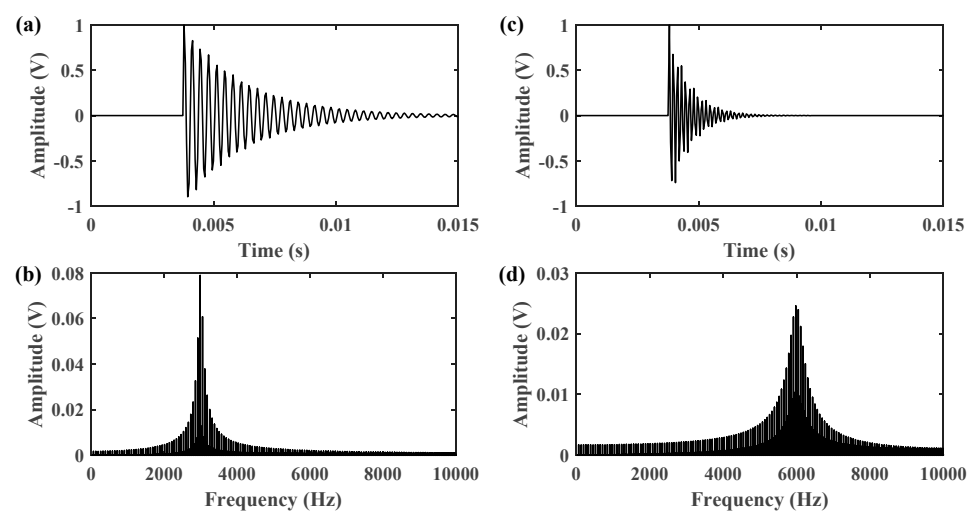 (a)
Amplitude (V)
1
0.5
0
-0.5
-1
0 0.005 0.01 0.015
Time (s)
(c)
Amplitude (V)
1
0.5
0
-0.5
-1
0 0.005 0.01 0.015
Time (s)
(b)
Amplitude (V)
0.08
0.06
0.04
0.02
0
0 2000 4000 6000 8000 10000
Frequency (Hz)
(d)
Amplitude (V)
0.03
0.02
0.01
0
0 2000 4000 6000 8000 10000
Frequency (Hz)